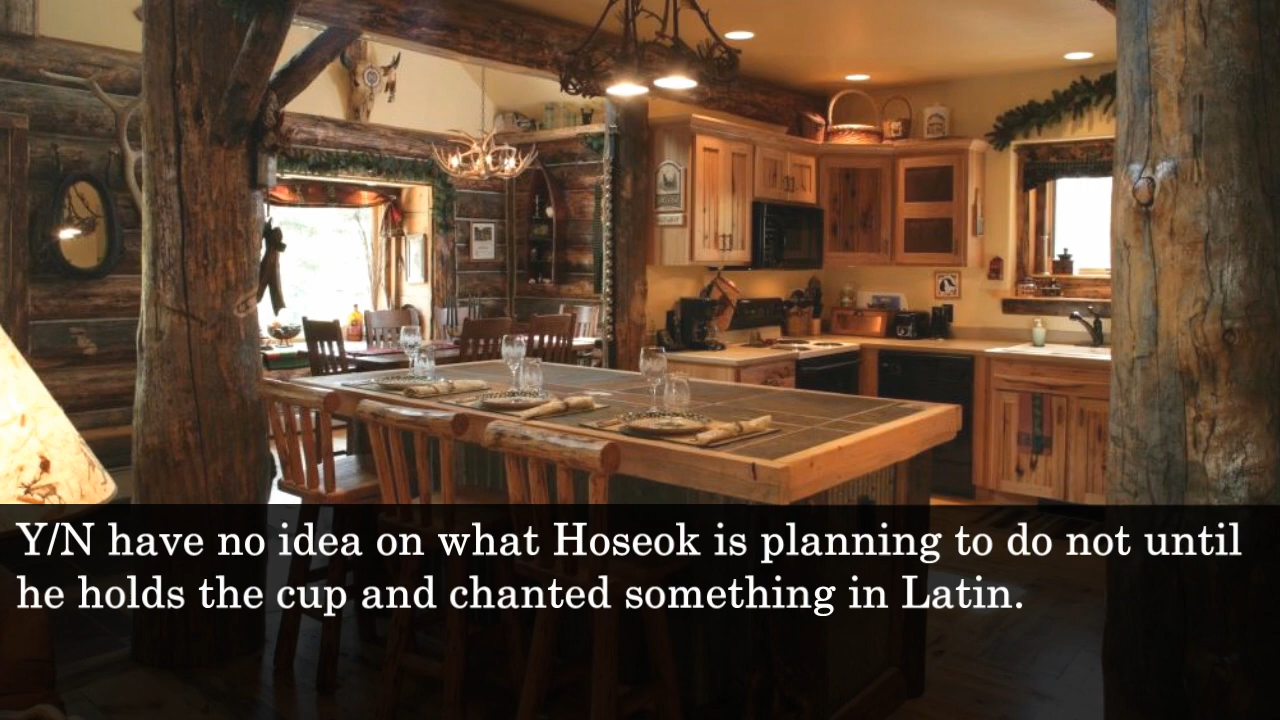 Y/N have no idea on what Hoseok is planning to do not until
he holds the cup and chanted something in Latin.